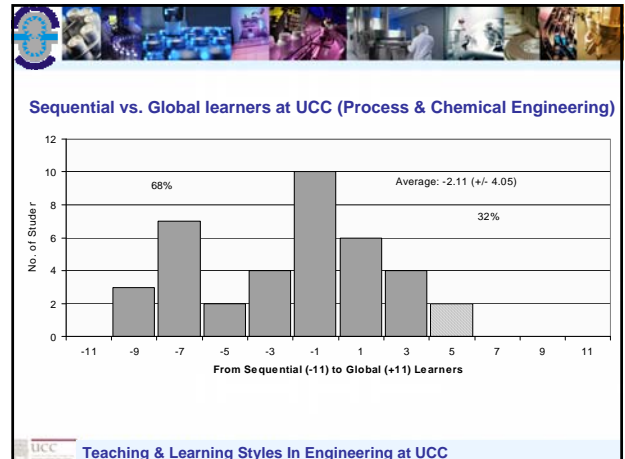 Sequential vs. Global learners at UCC (Process & Chemical Engineering)
12
10
8
6
4
2
0
No. of Studer
68%
Average: -2.11 (+/- 4.05)
32%
-11 -9 -7 -5 -3 -1 1 3 5 7 9 11
From Sequential (-11) to Global (+11) Learners
UCC
Teaching & Learning Styles In Engineering at UCC